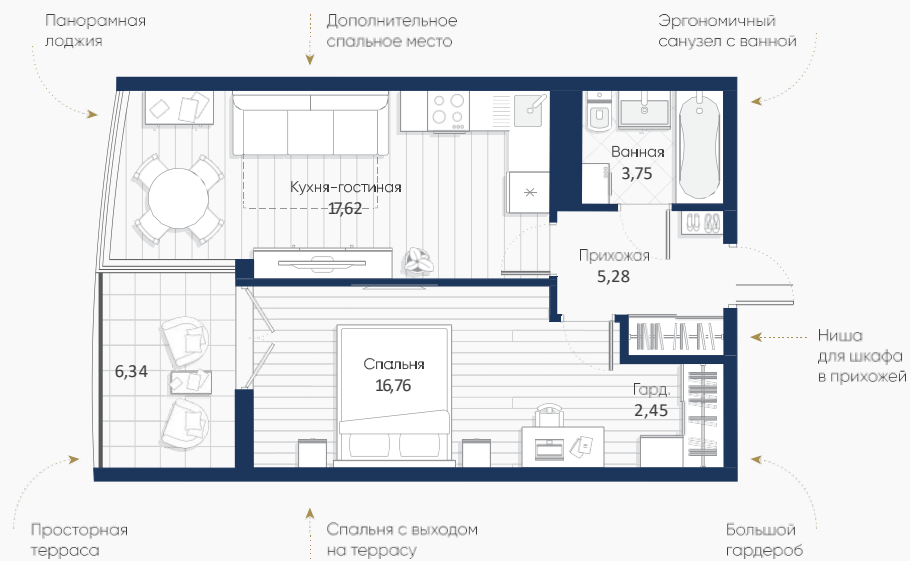 Панорамная
лоджия
Дополнительное
спальное место
Эргономичный
санузел с ванной
Ванная
3,75
Кухня-гостиная
17,62
Прихожая
5,28
Ниша
для шкафа
в прихожей
Спальня
16,76
6,34
Гард.
2,45
Просторная
терраса
Спальня с выходом
на террасу
Большой
гардероб